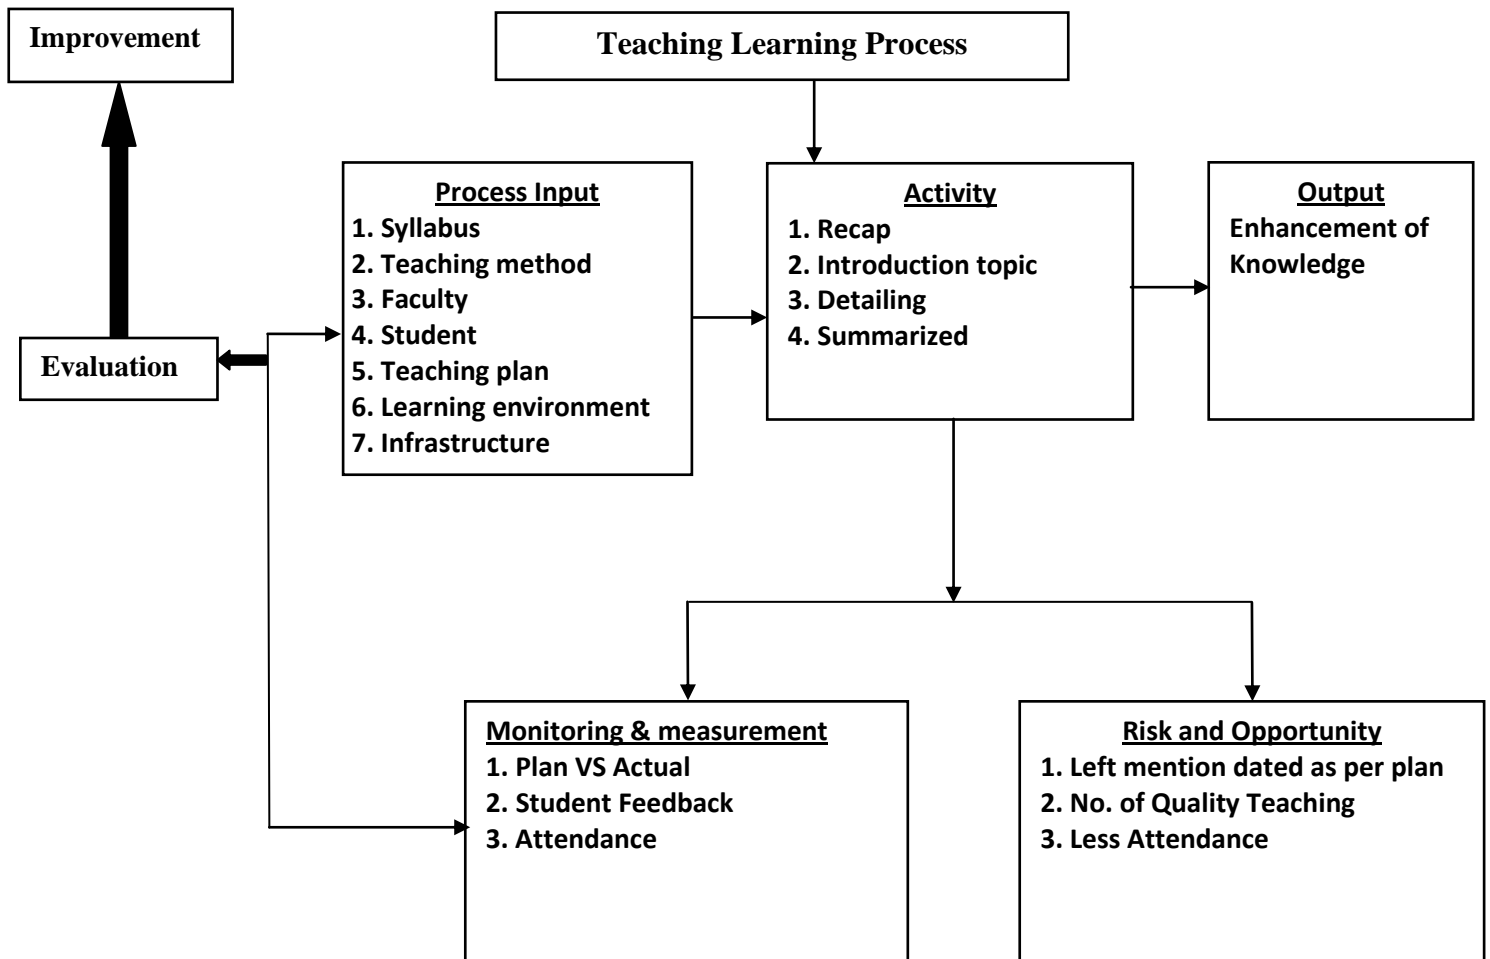 Improvement
Teaching Learning Process
Process Input
1. Syllabus
2. Teaching method
3. Faculty
4. Student
5. Teaching plan
6. Learning environment
7. Infrastructure
Activity
1. Recap
2. Introduction topic
3. Detailing
4. Summarized
Output
Enhancement of
Knowledge
Evaluation
Monitoring & measurement
1. Plan VS Actual
2. Student Feedback
3. Attendance
Risk and Opportunity
1. Left mention dated as per plan
2. No. of Quality Teaching
3. Less Attendance